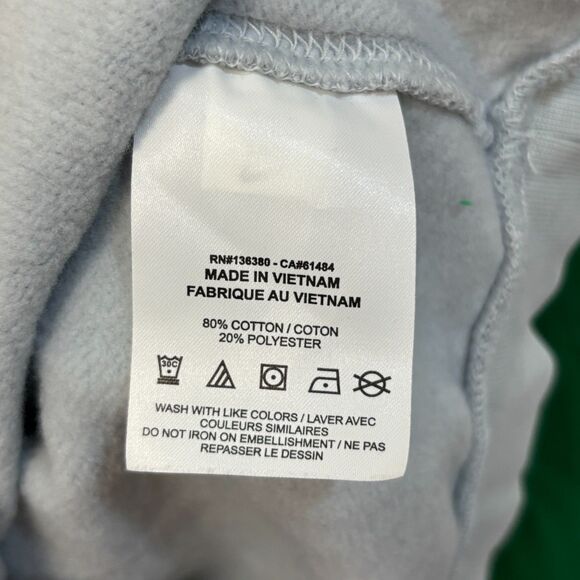 RN#136380 - CA#61484
MADE IN VIETNAM
FABRIQUE AU VIETNAM
80% COTTON / COTON
20% POLYESTER
30C
WASH WITH LIKE COLORS / LAVER AVEC
COULEURS SIMILAIRES
DO NOT IRON ON EMBELLISHMENT / NE PAS
REPASSER LE DESSIN